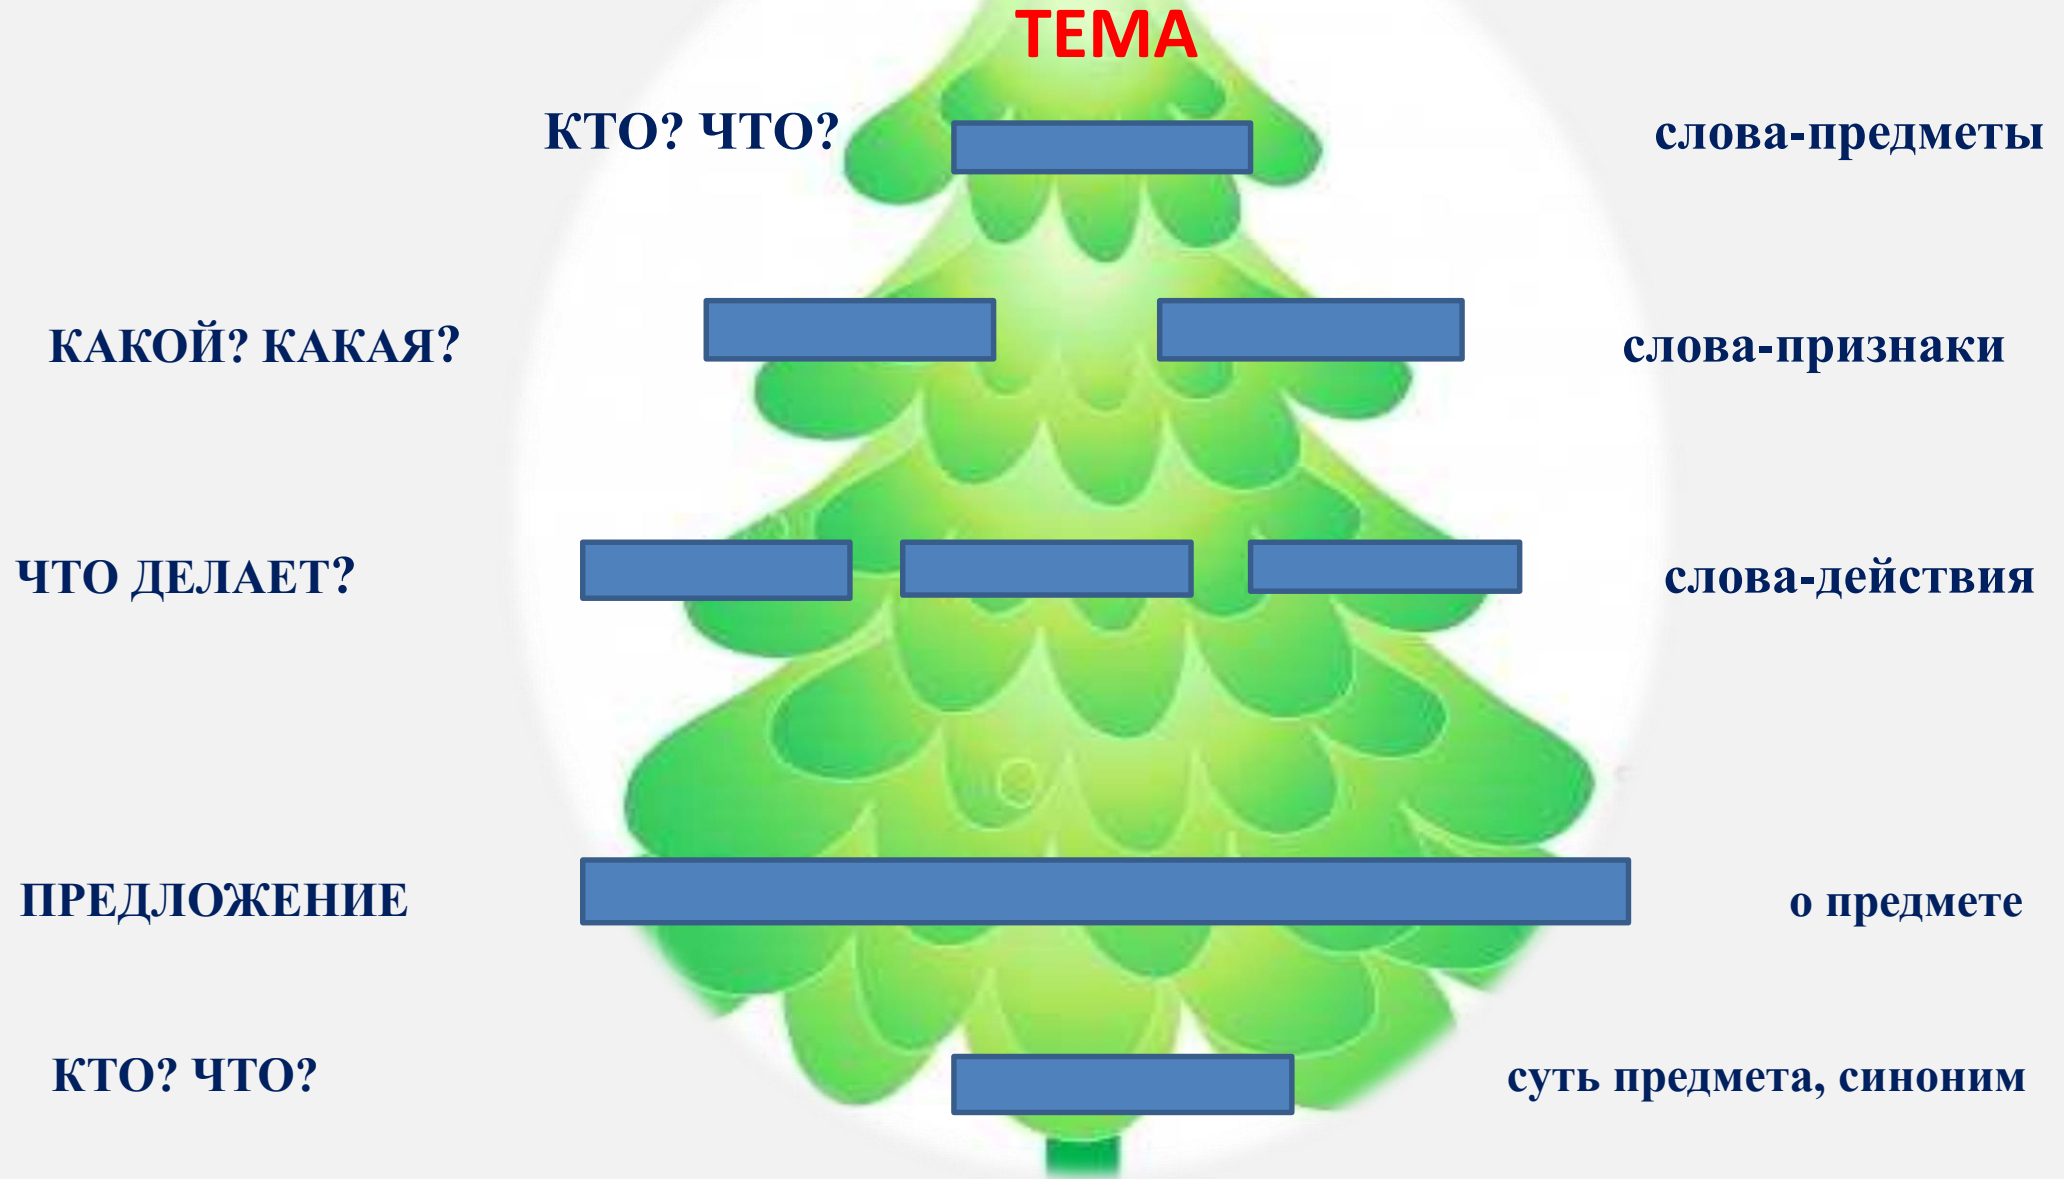 ТЕМА
КТО? ЧТО? слова-предметы
КАКОЙ? КАКАЯ? слова-признаки
ЧТО ДЕЛАЕТ? слова-действия
ПРЕДЛОЖЕНИЕ о предмете
КТО? ЧТО? суть предмета, синоним